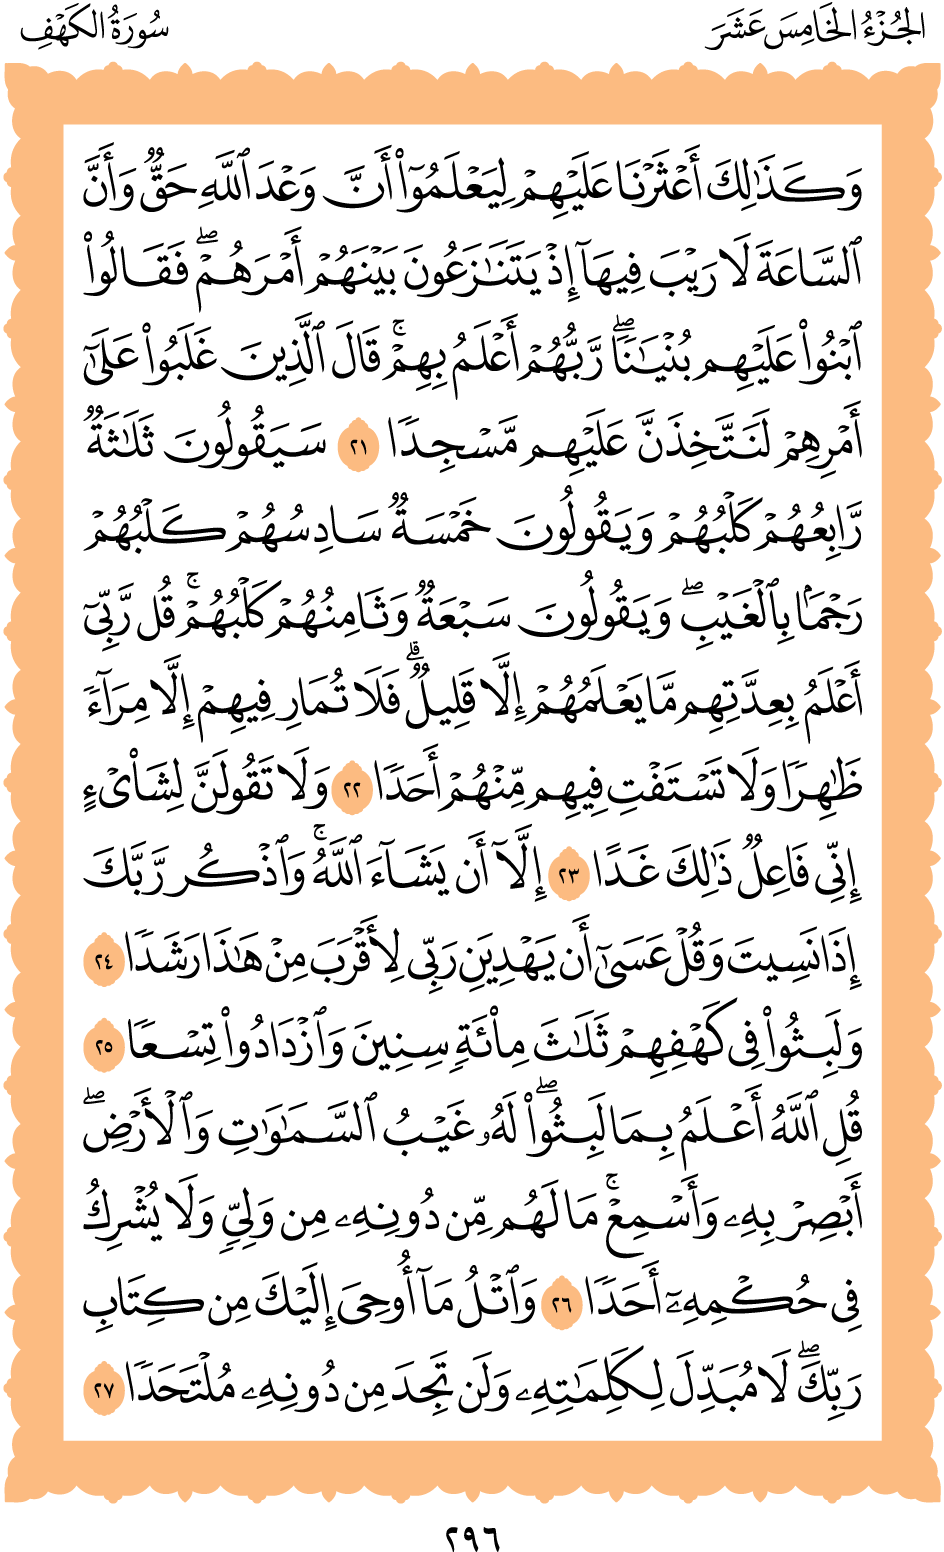 الجُزْءُ الخَامِسَ عَشَرَ
سُورَةُ الكَهْفِ
وَكَذَٰلِكَ أَعْثَرْنَا عَلَيْهِمْ لِيَعْلَمُوٓا۟ أَنَّ وَعْدَ ٱللَّهِ حَقٌّ وَأَنَّ
ٱلسَّاعَةَ لَا رَيْبَ فِيهَآ إِذْ يَتَنَٰزَعُونَ بَيْنَهُمْ أَمْرَهُمْ ۖ فَقَالُوا۟
ٱبْنُوا۟ عَلَيْهِم بُنْيَٰنًا ۖ رَّبُّهُمْ أَعْلَمُ بِهِمْ ۚ قَالَ ٱلَّذِينَ غَلَبُوا۟ عَلَىٰٓ
أَمْرِهِمْ لَنَتَّخِذَنَّ عَلَيْهِم مَّسْجِدًا ٢١ سَيَقُولُونَ ثَلَٰثَةٌ
رَّابِعُهُمْ كَلْبُهُمْ وَيَقُولُونَ خَمْسَةٌ سَادِسُهُمْ كَلْبُهُمْ
رَجْمًۢا بِٱلْغَيْبِ ۖ وَيَقُولُونَ سَبْعَةٌ وَثَامِنُهُمْ كَلْبُهُمْ ۚ قُل رَّبِّىٓ
أَعْلَمُ بِعِدَّتِهِم مَّا يَعْلَمُهُمْ إِلَّا قَلِيلٌ ۗ فَلَا تُمَارِ فِيهِمْ إِلَّا مِرَآءً
ظَٰهِرًا وَلَا تَسْتَفْتِ فِيهِم مِّنْهُمْ أَحَدًا ٢٢ وَلَا تَقُولَنَّ لِشَا۟ىْءٍ
إِنِّى فَاعِلٌ ذَٰلِكَ غَدًا ٢٣ إِلَّآ أَن يَشَآءَ ٱللَّهُ ۚ وَٱذْكُر رَّبَّكَ
إِذَا نَسِيتَ وَقُلْ عَسَىٰٓ أَن يَهْدِيَنِ رَبِّى لِأَقْرَبَ مِنْ هَٰذَا رَشَدًا ٢٤
وَلَبِثُوا۟ فِى كَهْفِهِمْ ثَلَٰثَ مِا۟ئَةٍ سِنِينَ وَٱزْدَادُوا۟ تِسْعًا ٢٥
قُلِ ٱللَّهُ أَعْلَمُ بِمَا لَبِثُوا۟ ۖ لَهُۥ غَيْبُ ٱلسَّمَٰوَٰتِ وَٱلْأَرْضِ ۖ
أَبْصِرْ بِهِۦ وَأَسْمِعْ ۚ مَا لَهُم مِّن دُونِهِۦ مِن وَلِىٍّ وَلَا يُشْرِكُ
فِى حُكْمِهِۦٓ أَحَدًا ٢٦ وَٱتْلُ مَآ أُوحِىَ إِلَيْكَ مِن كِتَابِ
رَبِّكَ ۖ لَا مُبَدِّلَ لِكَلِمَٰتِهِۦ وَلَن تَجِدَ مِن دُونِهِۦ مُلْتَحَدًا ٢٧
٢٩٦